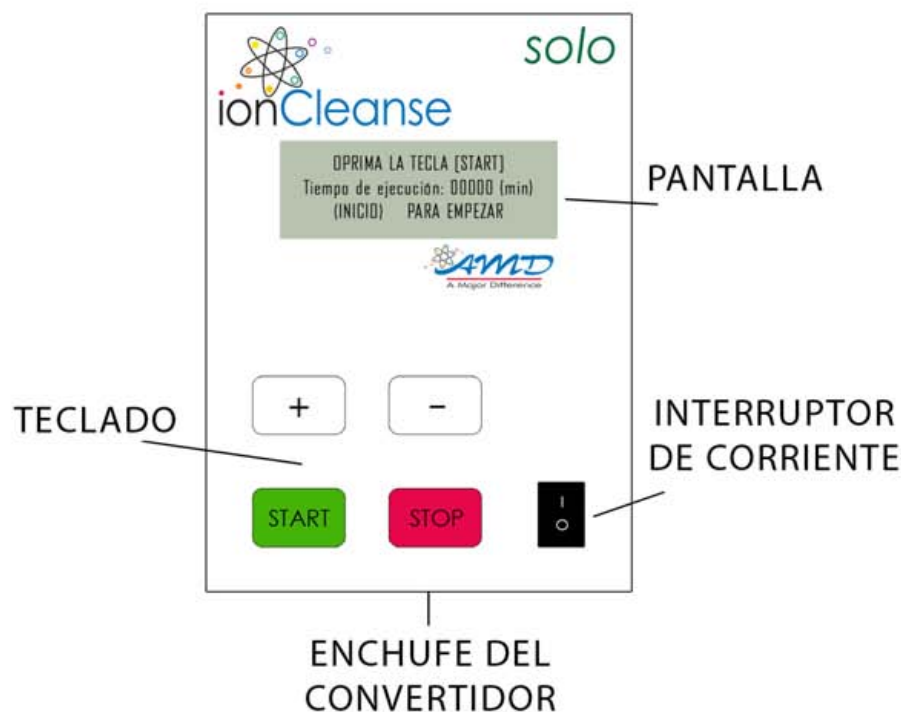 solo
ionCleanse
OPRIMA LA TECLA [START]
Tiempo de ejecución: 00000 (min)
(INICIO) PARA EMPEZAR
PANTALLA
AMD
A Major Difference
+ -
TECLADO
INTERRUPTOR
DE CORRIENTE
START STOP
I
O
ENCHUFE DEL
CONVERTIDOR